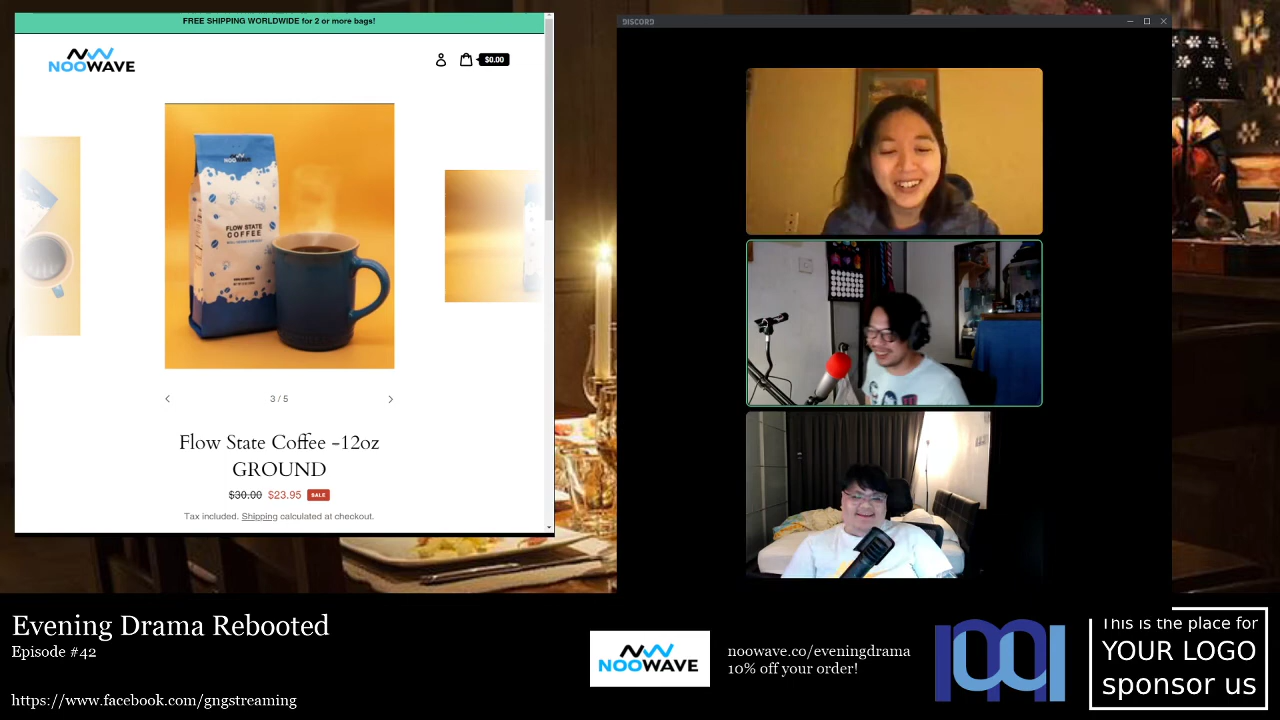 FREE SHIPPING WORLDWIDE for 2 or more bags!
NOOWAVE
$0.00
NOOWAVE
FLOW STATE
COFFEE
3 / 5
Flow State Coffee -12oz
GROUND
$30.00 $23.95 SALE
Tax included. Shipping calculated at checkout.
DISCORD
Evening Drama Rebooted
Episode #42
https://www.facebook.com/gngstreaming
NOOWAVE
noowave.co/eveningdrama
10% off your order!
This is the place for
YOUR LOGO
sponsor us